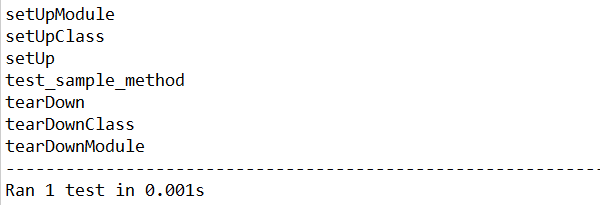 setUpModule
setUpClass
setUp
test_sample_method
tearDown
tearDownClass
tearDownModule
------------------------------------------------------------
Ran 1 test in 0.001s